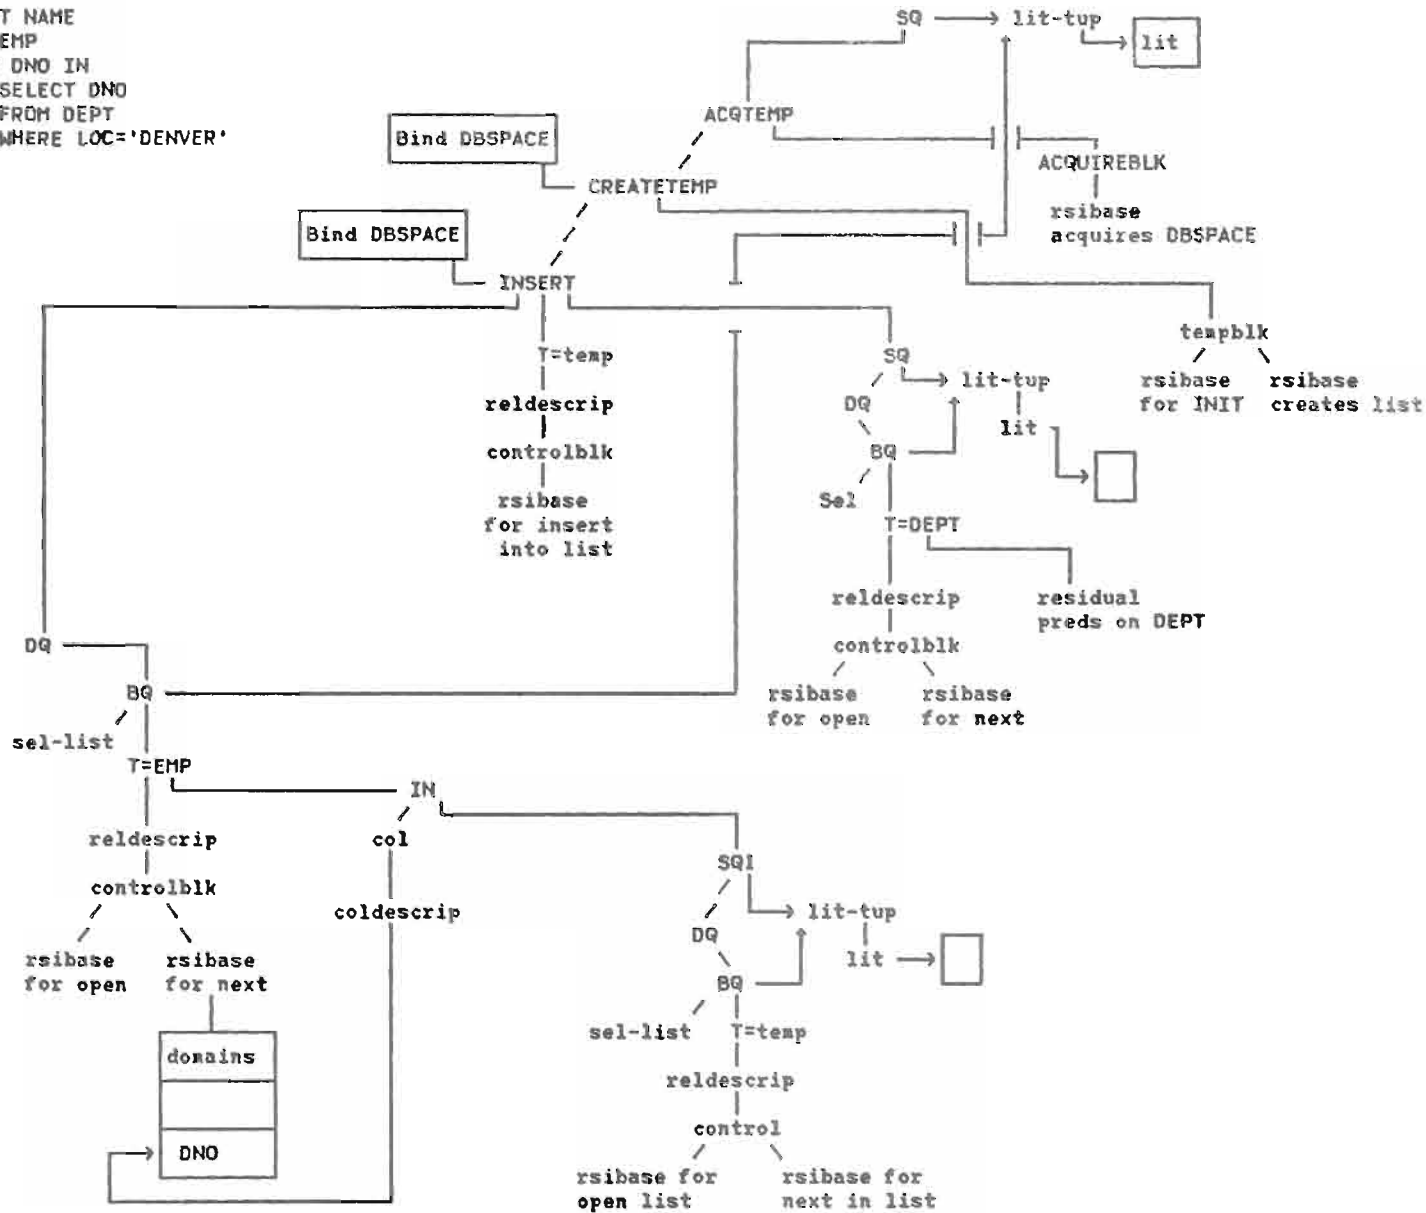 T NAME
EMP
DNO IN
SELECT DNO
FROM DEPT
WHERE LOC='DENVER'
SQ
lit-tup
lit
ACQTEMP
Bind DBSPACE
ACQUIREBLK
CREATETEMP
rsibase
acquires DBSPACE
Bind DBSPACE
INSERT
tempblk
rsibase
for INIT
rsibase
creates list
T=temp
reldescrip
controlblk
rsibase
for insert
into list
SQ
lit-tup
DQ
lit
BQ
Sel
T=DEPT
reldescrip
residual
preds on DEPT
controlblk
rsibase
for open
rsibase
for next
DQ
BQ
sel-list
T=EMP
IN
reldescrip
col
controlblk
coldescrip
rsibase
for open
rsibase
for next
domains
DNO
SQ1
lit-tup
DQ
lit
BQ
sel-list
T=temp
reldescrip
control
rsibase for
open list
rsibase for
next in list